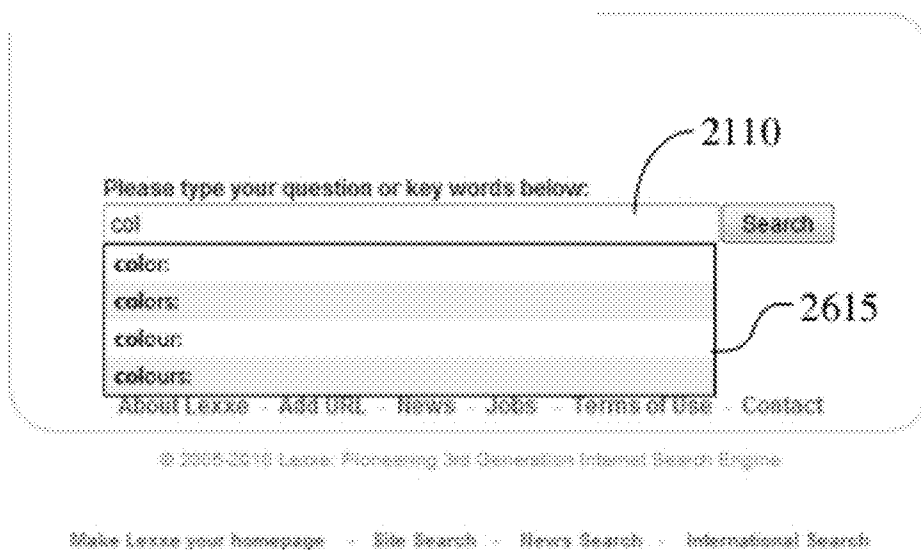 2110
Please type your question or key words below:
col
Search
color:
colors:
2615
colour:
colours:
About Lexxe - Add URL - News - Jobs - Terms of Use - Contact
© 2005-2010 Lexxe. Pioneering 3rd Generation Internet Search Engine
Make Lexxe your homepage - Site Search - News Search - International Search